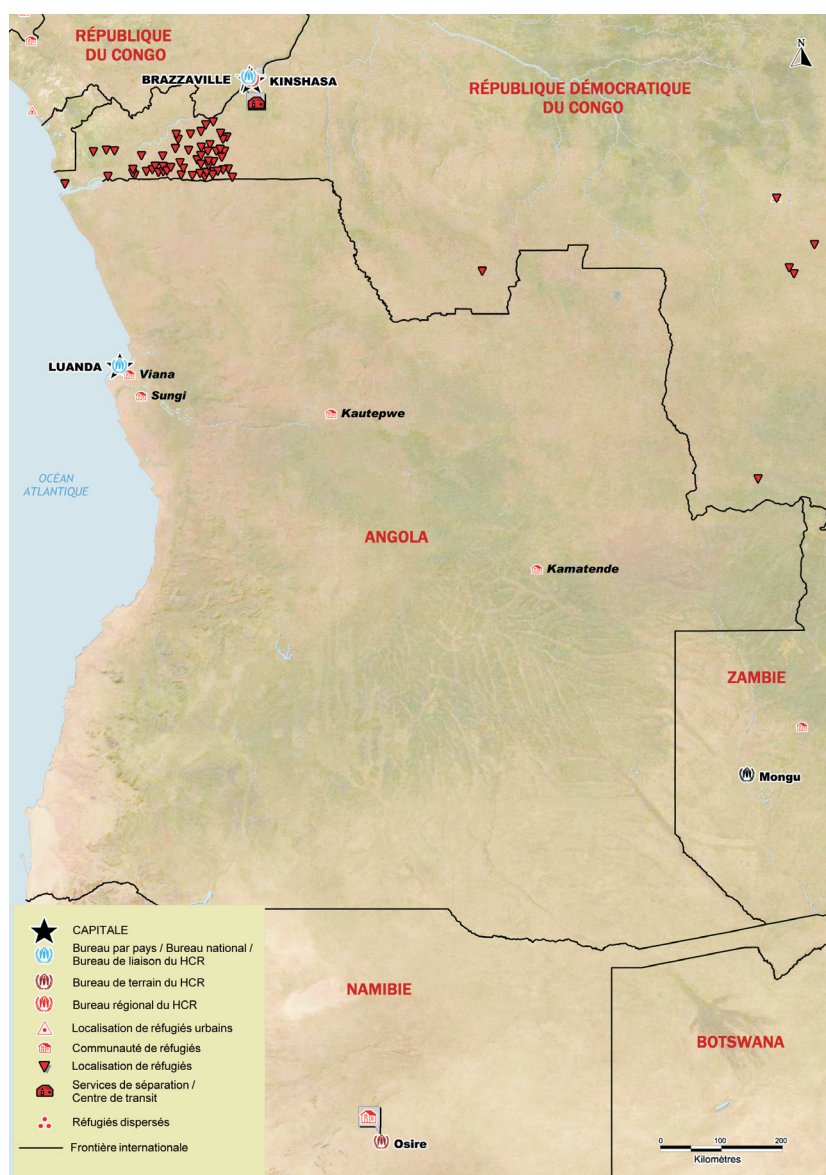 RÉPUBLIQUE
DU CONGO
N
BRAZZAVILLE
KINSHASA
RÉPUBLIQUE DÉMOCRATIQUE
DU CONGO
LUANDA
Viana
Sungi
Kautepwe
OCÉAN
ATLANTIQUE
ANGOLA
Kamatende
ZAMBIE
Mongu
CAPITALE
Bureau par pays / Bureau national /
Bureau de liaison du HCR
Bureau de terrain du HCR
Bureau régional du HCR
Localisation de réfugiés urbains
Communauté de réfugiés
Localisation de réfugiés
Services de séparation /
Centre de transit
Réfugiés dispersés
Frontière internationale
NAMIBIE
BOTSWANA
Osire
0 100 200
Kilomètres